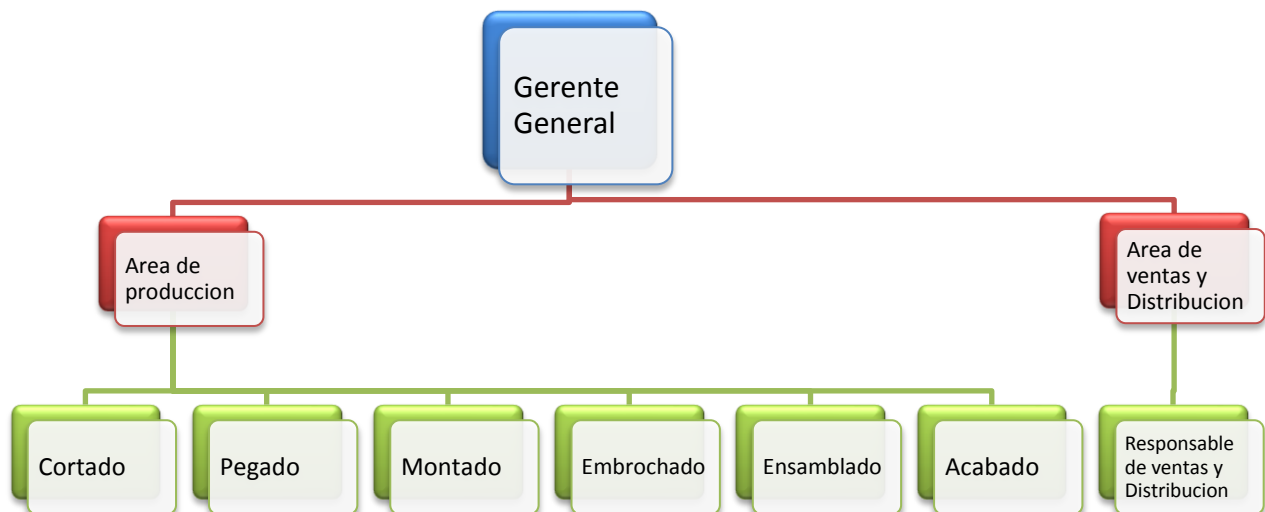 Gerente
General
Area de
produccion
Area de
ventas y
Distribucion
Cortado
Pegado
Montado
Embrochado
Ensamblado
Acabado
Responsable
de ventas y
Distribucion